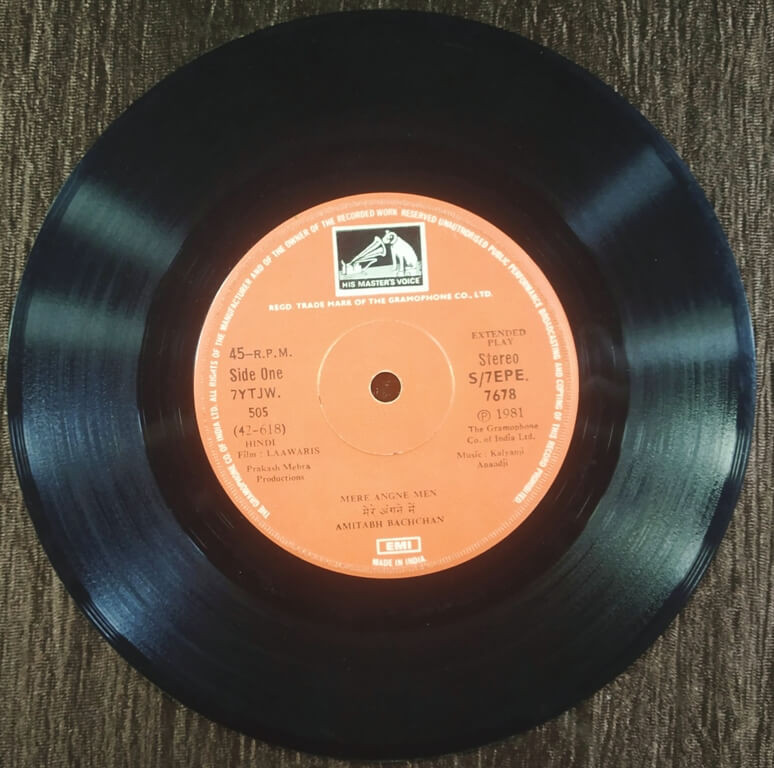 THE GRAMOPHONE CO. OF INDIA LTD. ALL RIGHTS OF THE MANUFACTURER AND OF THE OWNER OF THE RECORDED WORK RESERVED UNAUTHORISED PUBLIC PERFORMANCE BROADCASTING AND COPYING OF THIS RECORD PROHIBITED.
HIS MASTER'S VOICE
REGD. TRADE MARK OF THE GRAMOPHONE CO., LTD.
45-R.P.M.
Side One
7YTJW.
505
(42-618)
HINDI
Film : LAAWARIS
Prakash Mehra
Productions
EXTENDED
PLAY
Stereo
S/7EPE.
7678
Ⓟ 1981
The Gramophone
Co. of India Ltd.
Music : Kalyanji
Anandji
MERE ANGNE MEN
मेरे अंगने में
AMITABH BACHCHAN
EMI
MADE IN INDIA